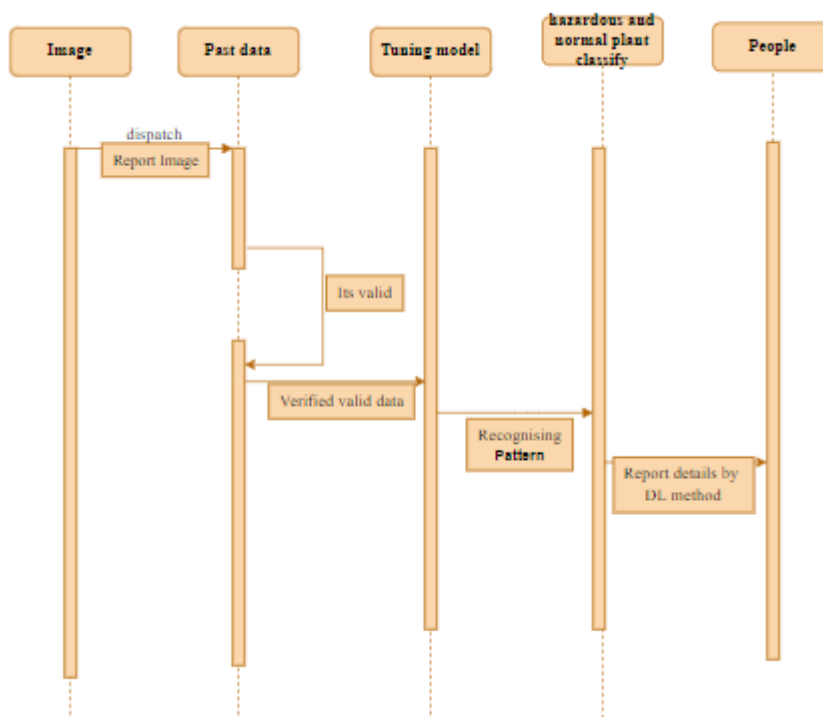 Image
Past data
Tuning model
hazardous and
normal plant
classify
People
dispatch
Report Image
Its valid
Verified valid data
Recognising
Pattern
Report details by
DL method